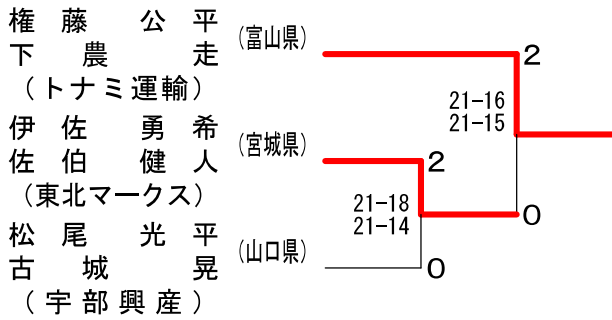 権藤 公平
下農 走
(トナミ運輸)
(富山県)
2
21-16
21-15
伊佐 勇希
佐伯 健人
(東北マークス)
(宮城県)
2
0
21-18
21-14
松尾 光平
古城 晃
(宇部興産)
(山口県)
0